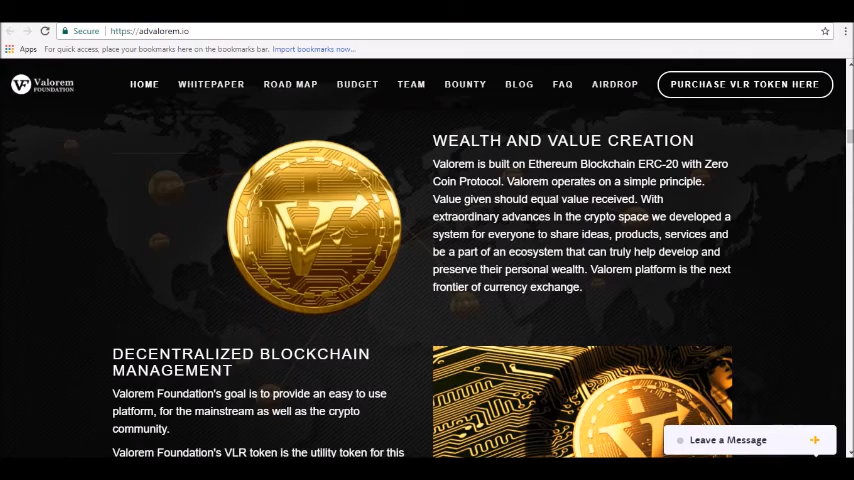 Secure https://advalorem.io
Apps For quick access, place your bookmarks here on the bookmarks bar. Import bookmarks now...
Valorem
FOUNDATION
HOME WHITEPAPER ROAD MAP BUDGET TEAM BOUNTY BLOG FAQ AIRDROP PURCHASE VLR TOKEN HERE
WEALTH AND VALUE CREATION
Valorem is built on Ethereum Blockchain ERC-20 with Zero
Coin Protocol. Valorem operates on a simple principle.
Value given should equal value received. With
extraordinary advances in the crypto space we developed a
system for everyone to share ideas, products, services and
be a part of an ecosystem that can truly help develop and
preserve their personal wealth. Valorem platform is the next
frontier of currency exchange.
DECENTRALIZED BLOCKCHAIN
MANAGEMENT
Valorem Foundation's goal is to provide an easy to use
platform, for the mainstream as well as the crypto
community.
Valorem Foundation's VLR token is the utility token for this
Leave a Message